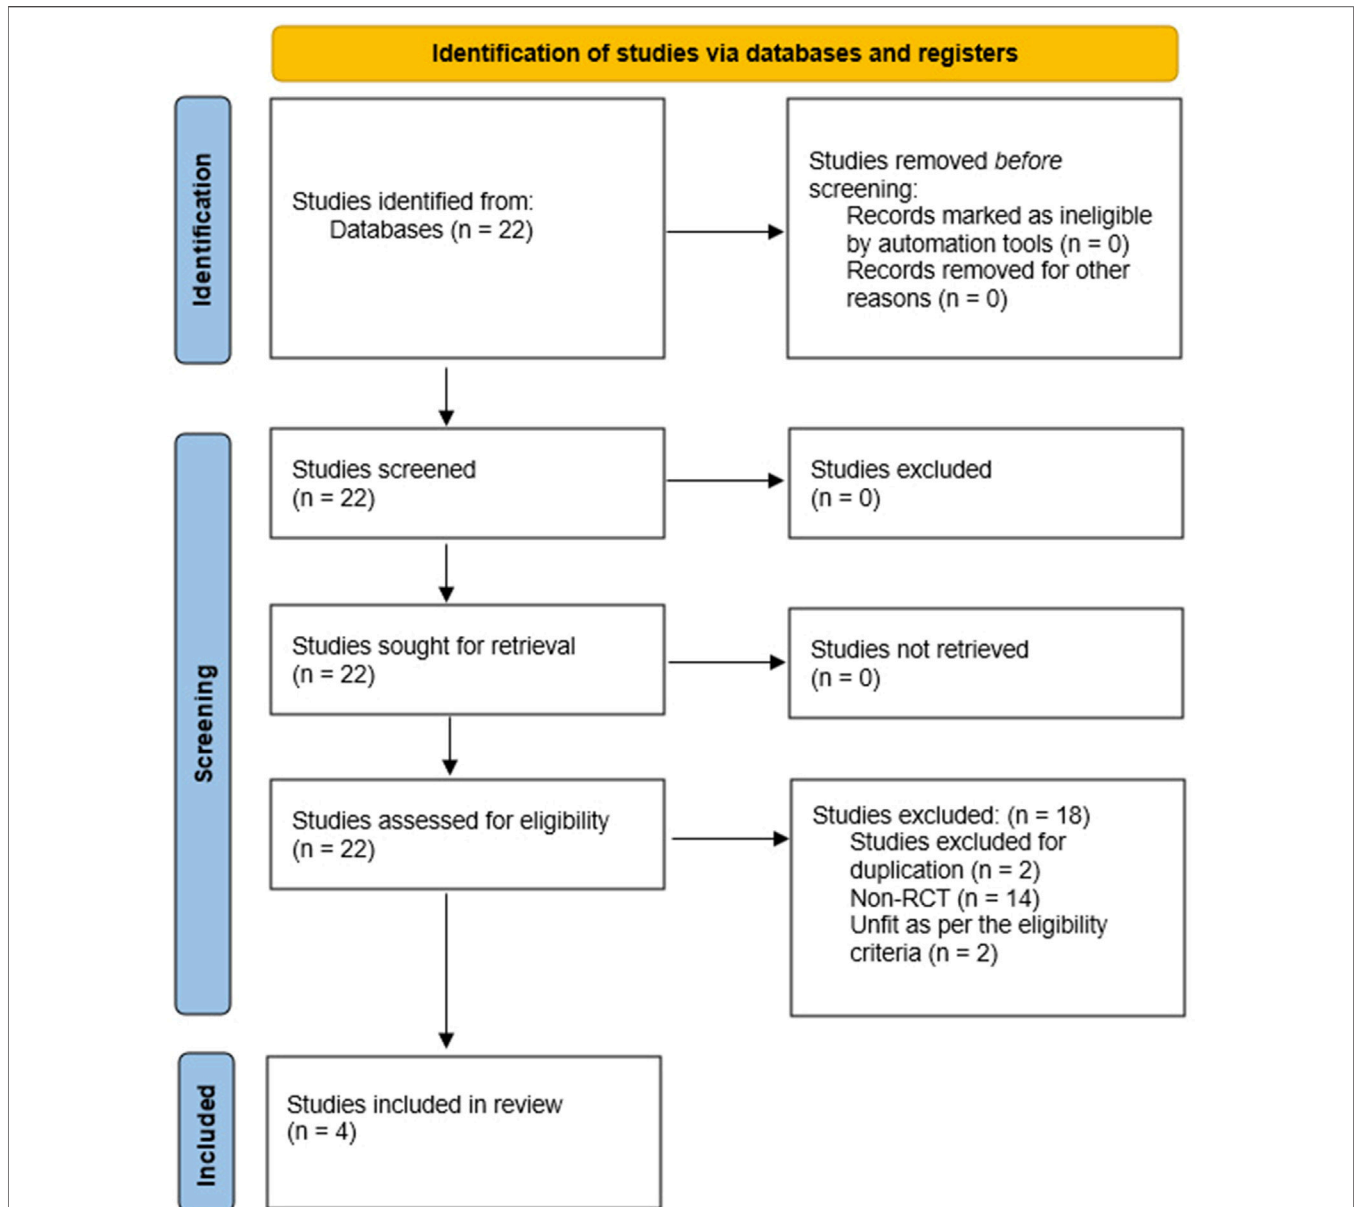 Identification of studies via databases and registers
Identification
Studies identified from:
Databases (n = 22)
Studies removed before
screening:
Records marked as ineligible
by automation tools (n = 0)
Records removed for other
reasons (n = 0)
Screening
Studies screened
(n = 22)
Studies excluded
(n = 0)
Studies sought for retrieval
(n = 22)
Studies not retrieved
(n = 0)
Studies assessed for eligibility
(n = 22)
Studies excluded: (n = 18)
Studies excluded for
duplication (n = 2)
Non-RCT (n = 14)
Unfit as per the eligibility
criteria (n = 2)
Included
Studies included in review
(n = 4)